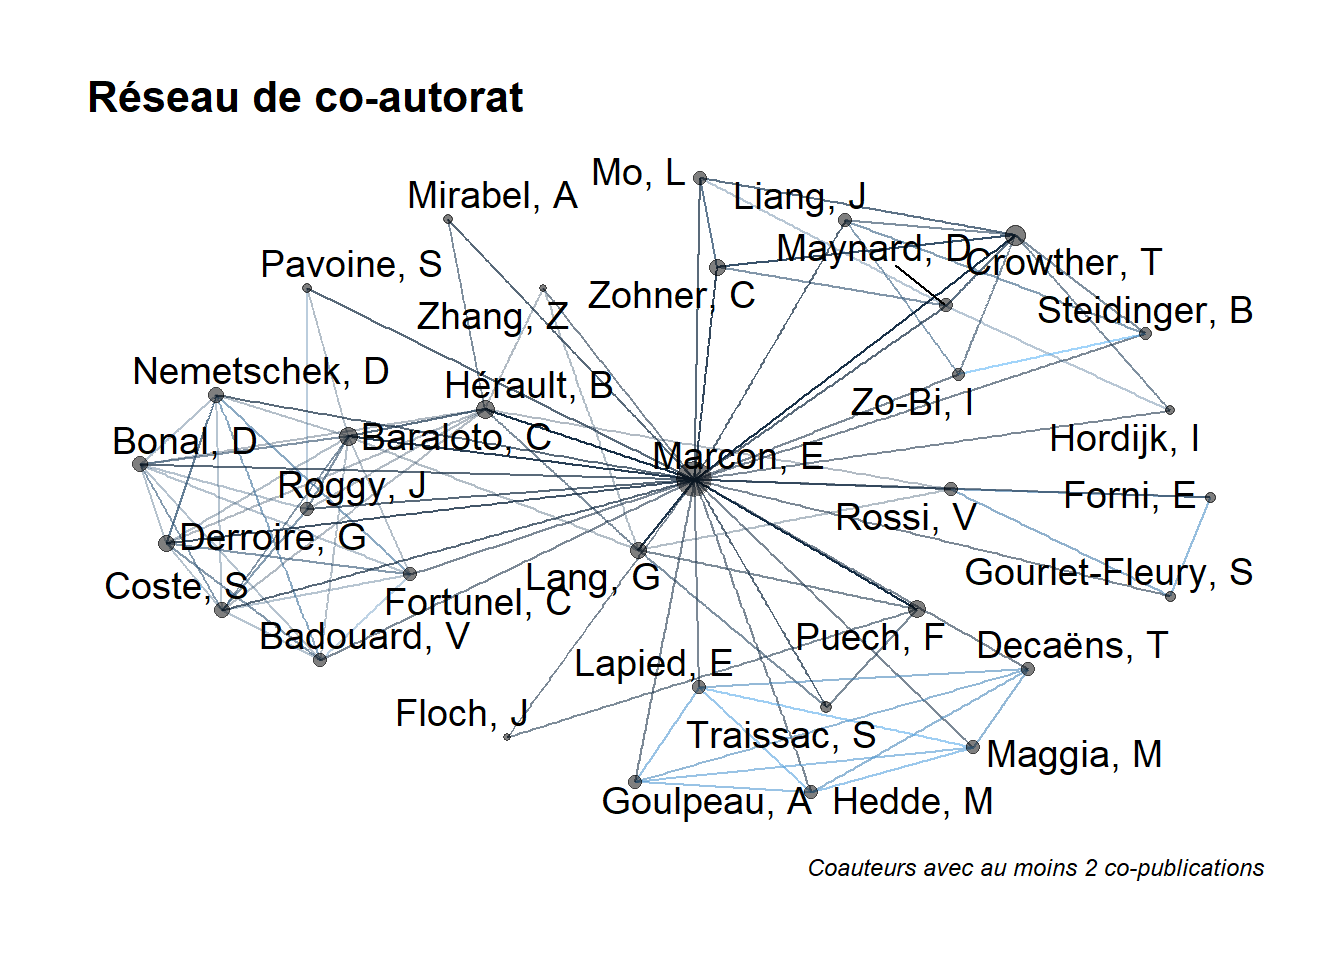 Réseau de co-autorat
Mo, L
Mirabel, A
Liang, J
Maynard, D
Crowther, T
Pavoine, S
Zohner, C
Steidinger, B
Zhang, Z
Nemetschek, D
Hérault, B
Zo-Bi, I
Bonal, D
Baraloto, C
Hordijk, I
Marcon, E
Roggy, J
Forni, E
Rossi, V
Derroire, G
Gourlet-Fleury, S
Coste, S
Lang, G
Fortunel, C
Badouard, V
Puech, F
Decaëns, T
Lapied, E
Floch, J
Traissac, S
Maggia, M
Goulpeau, A
Hedde, M
Coauteurs avec au moins 2 co-publications